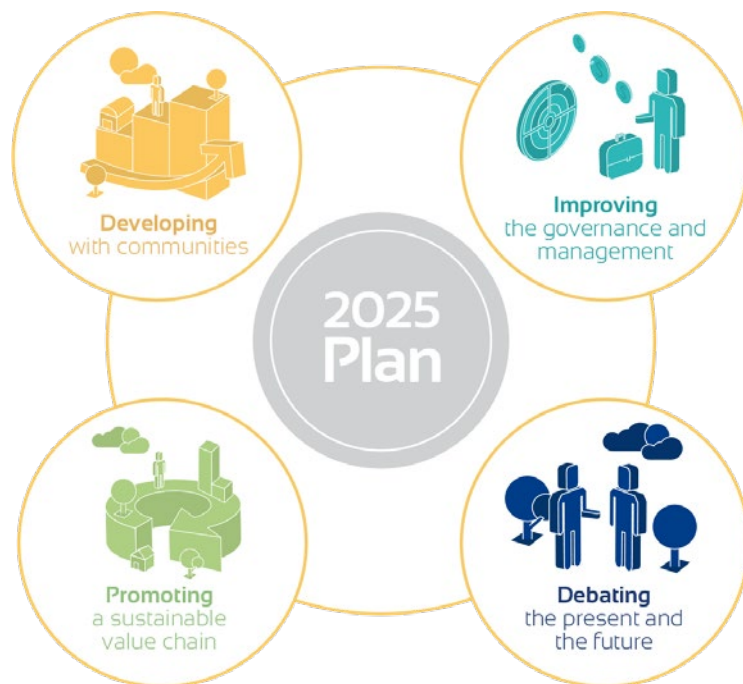 Developing
with communities
Improving
the governance and
management
2025
Plan
Promoting
a sustainable
value chain
Debating
the present and
the future